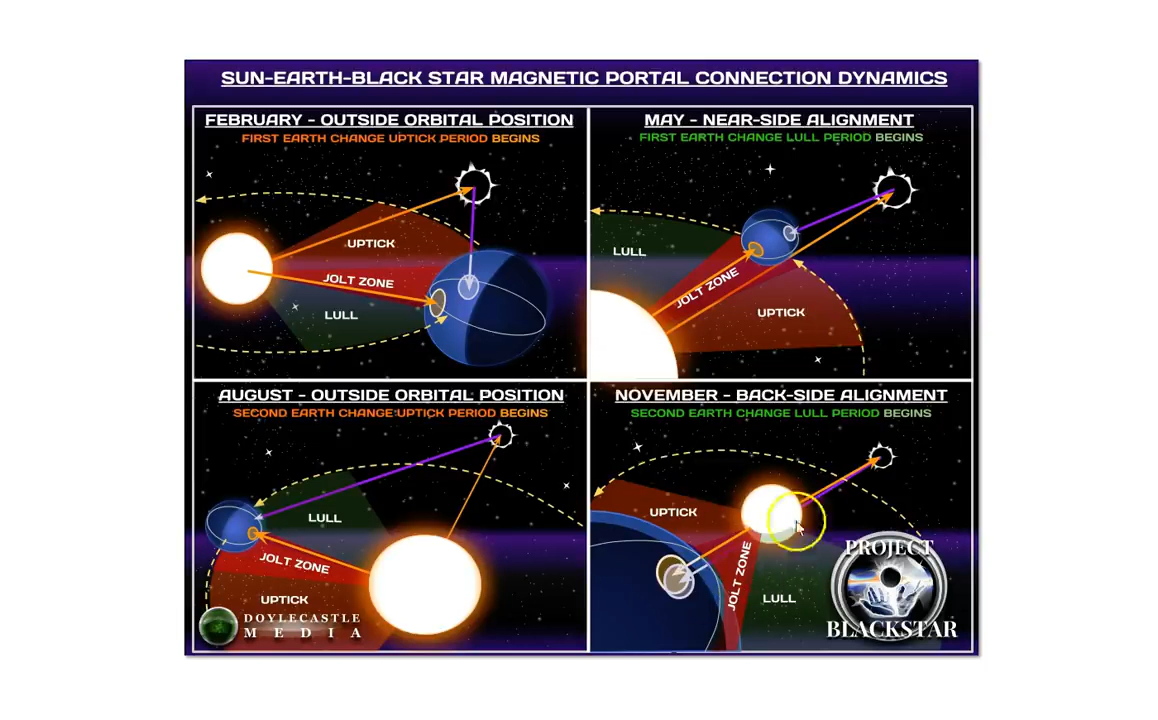 SUN-EARTH-BLACK STAR MAGNETIC PORTAL CONNECTION DYNAMICS
FEBRUARY - OUTSIDE ORBITAL POSITION
FIRST EARTH CHANGE UPTICK PERIOD BEGINS
UPTICK
JOLT ZONE
LULL
MAY - NEAR-SIDE ALIGNMENT
FIRST EARTH CHANGE LULL PERIOD BEGINS
LULL
JOLT ZONE
UPTICK
AUGUST - OUTSIDE ORBITAL POSITION
SECOND EARTH CHANGE UPTICK PERIOD BEGINS
LULL
JOLT ZONE
UPTICK
DOYLECASTLE
MEDIA
NOVEMBER - BACK-SIDE ALIGNMENT
SECOND EARTH CHANGE LULL PERIOD BEGINS
UPTICK
JOLT ZONE
LULL
PROJECT
BLACKSTAR